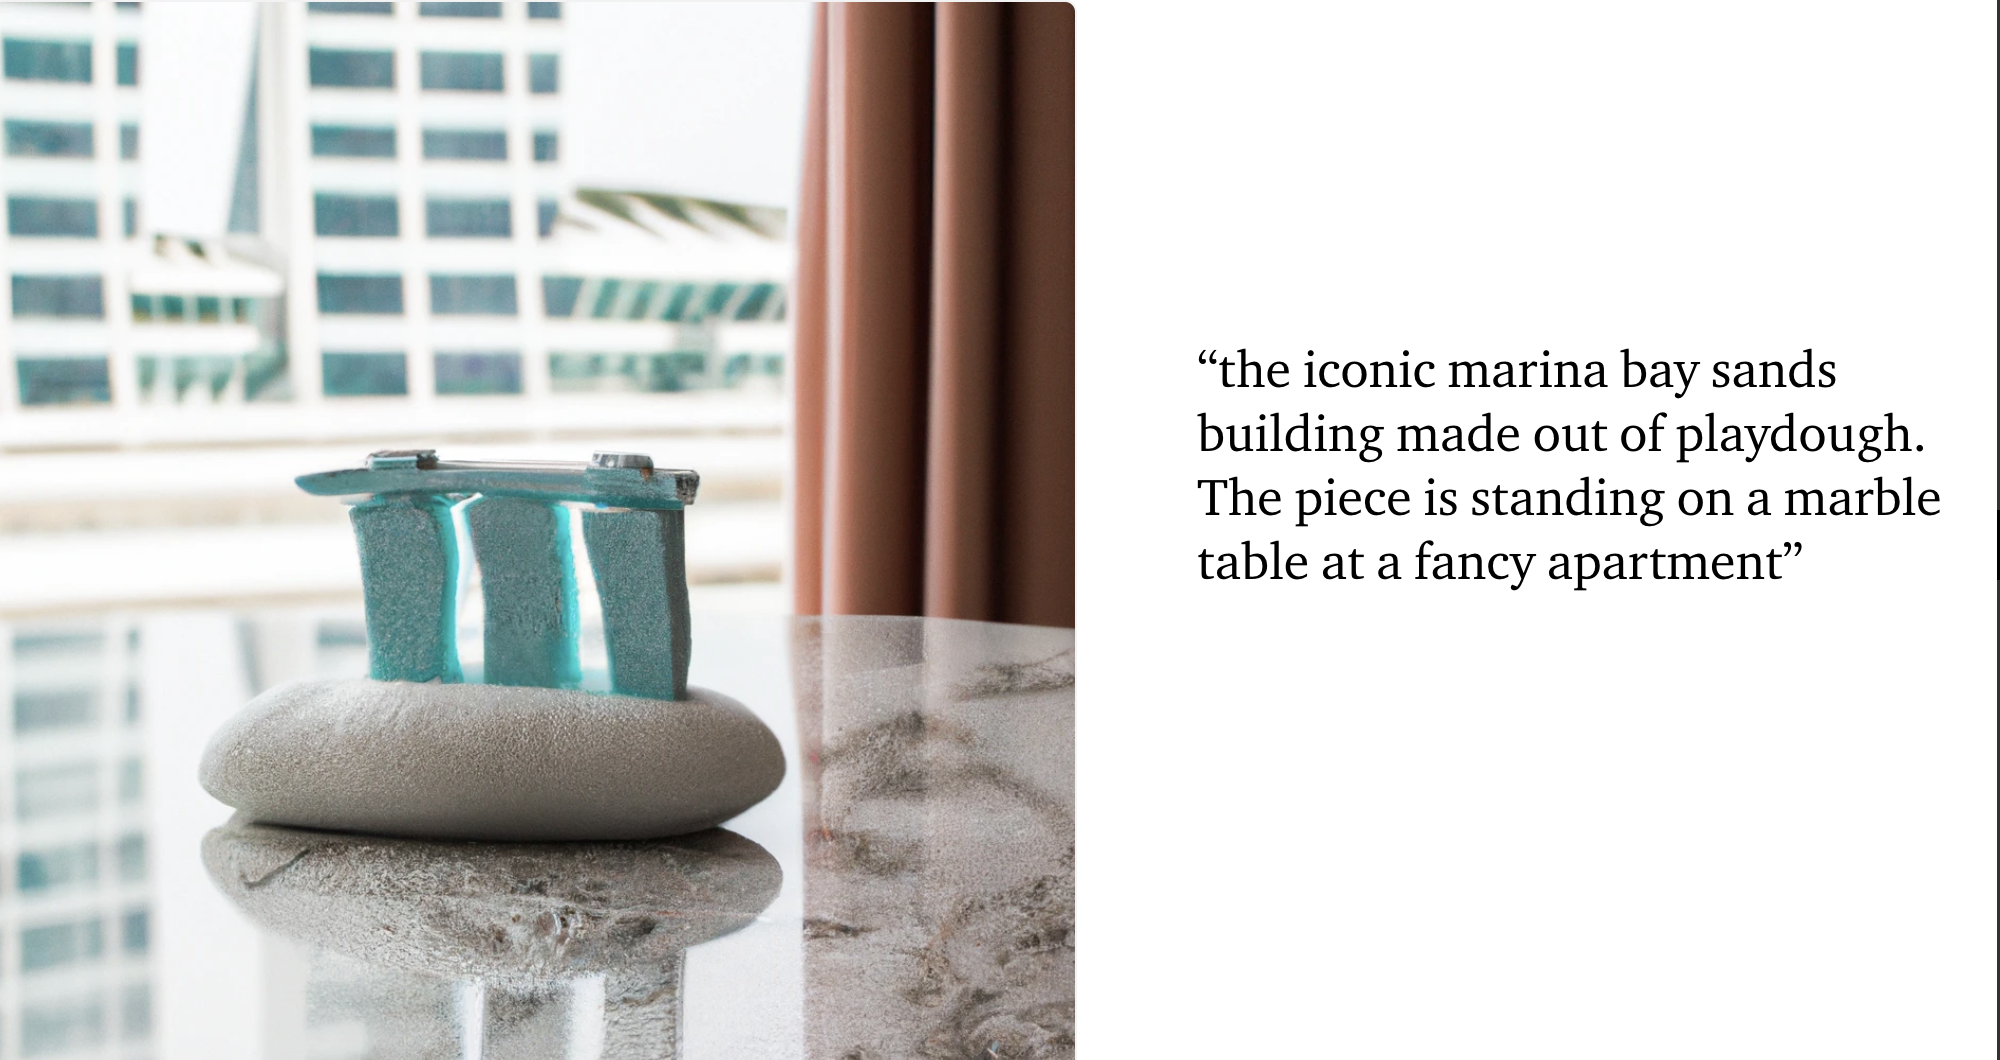 “the iconic marina bay sands
building made out of playdough.
The piece is standing on a marble
table at a fancy apartment”